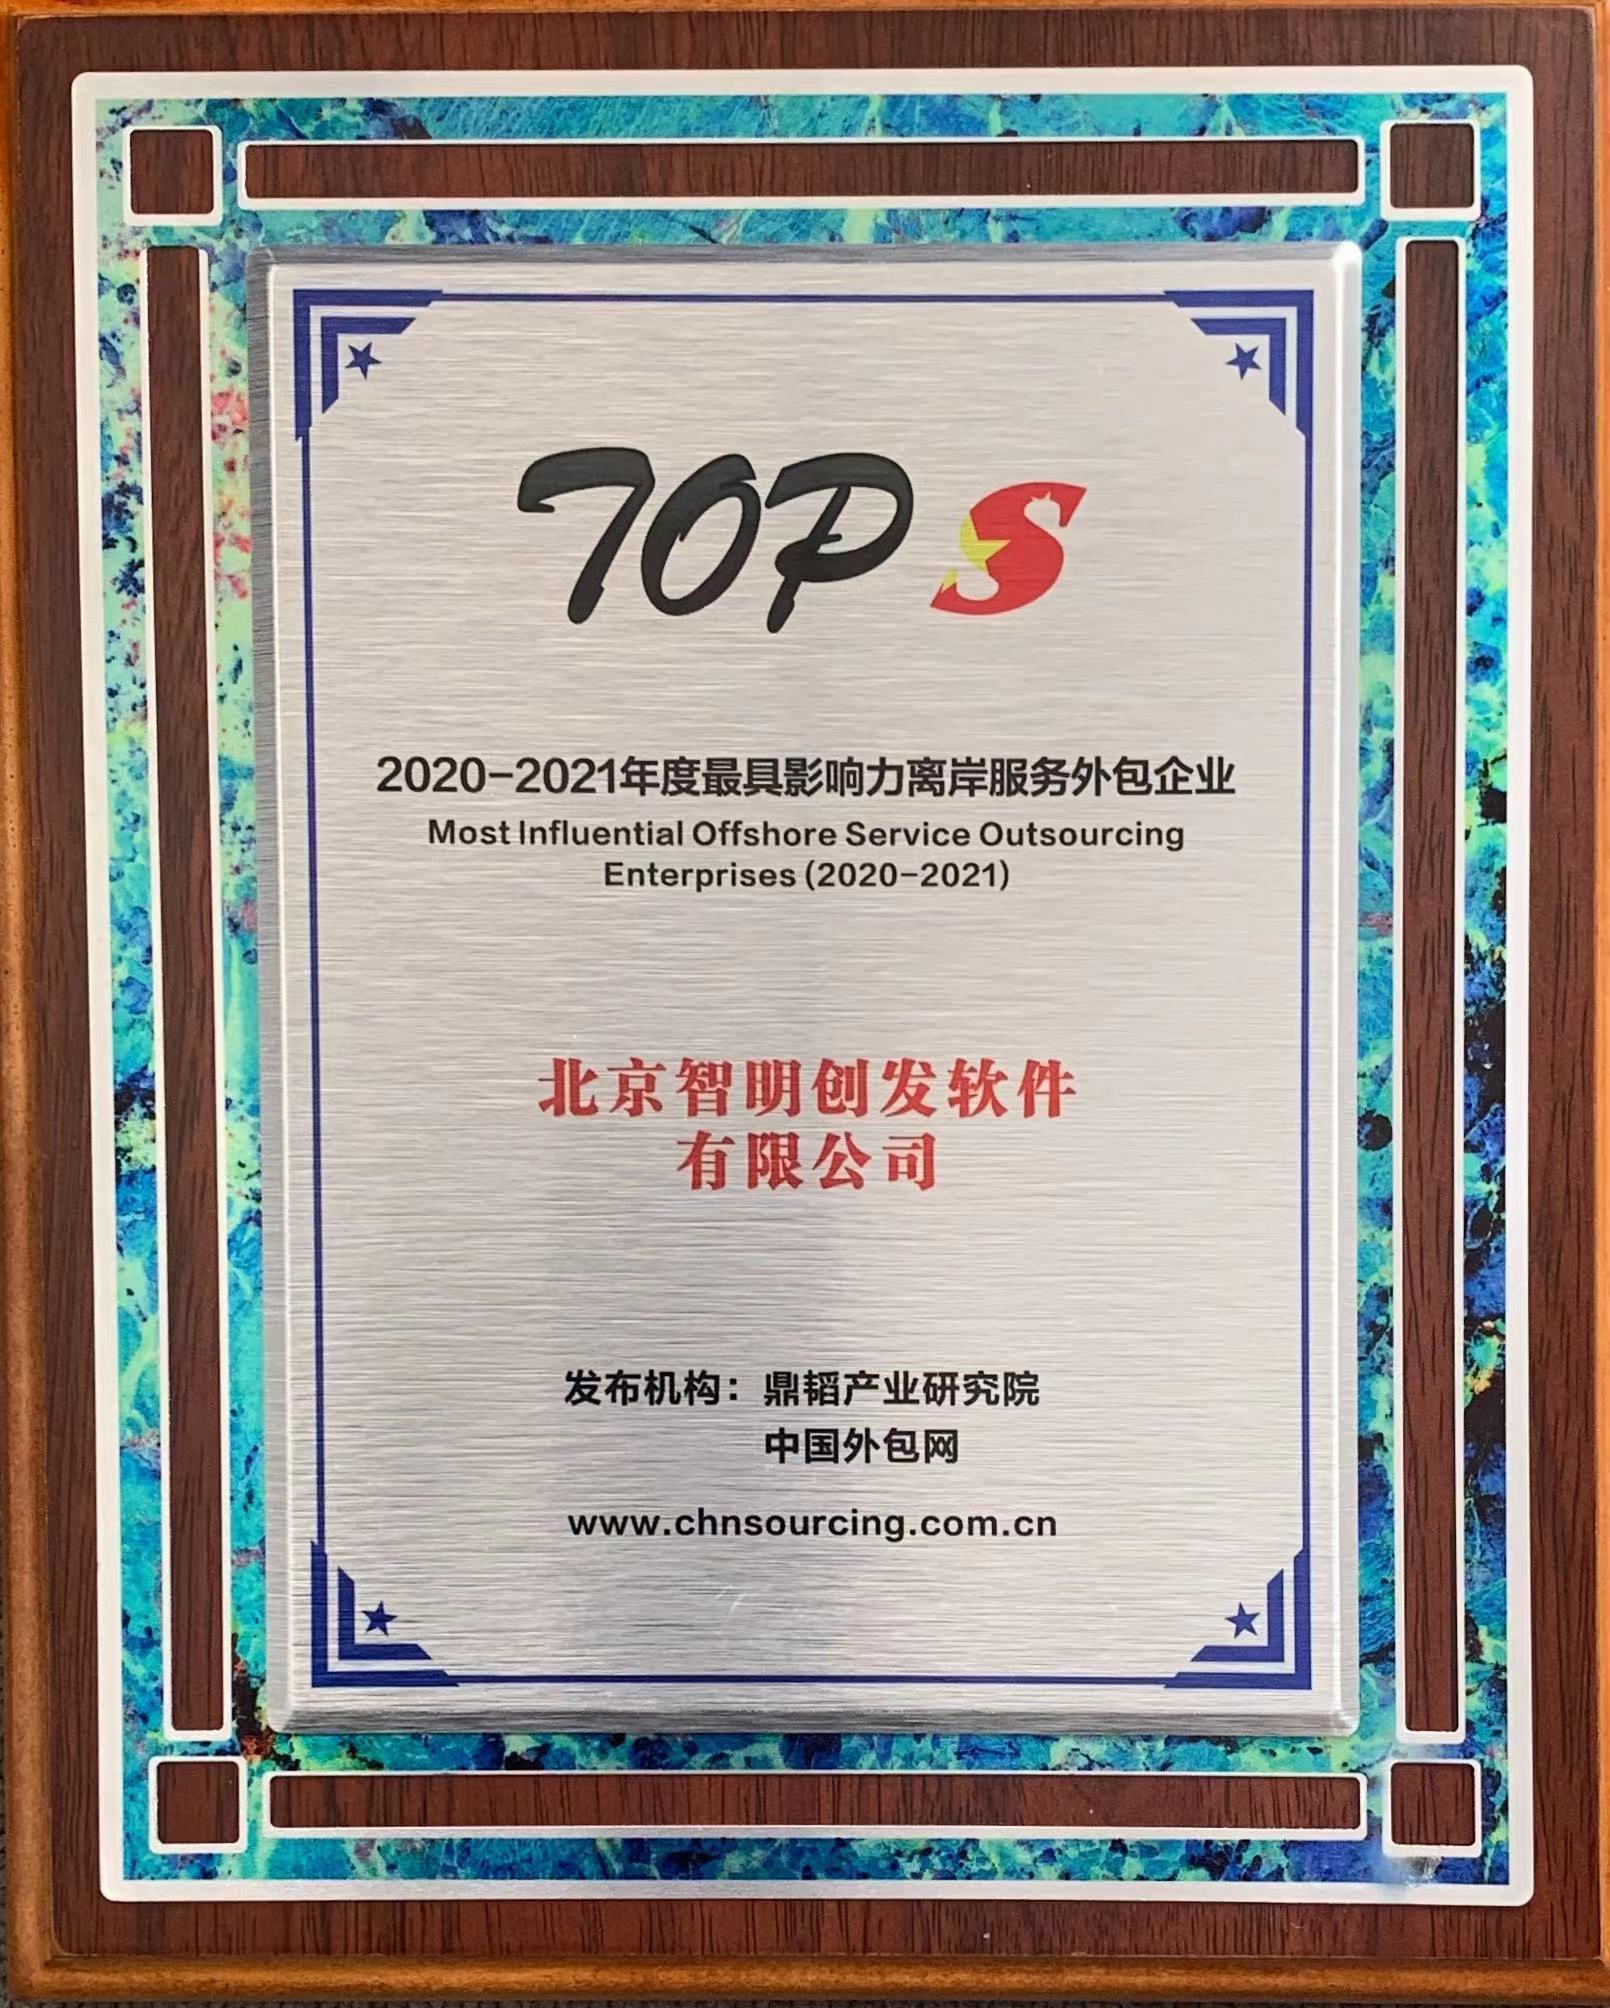 TOP S
2020-2021年度最具影响力离岸服务外包企业
Most Influential Offshore Service Outsourcing
Enterprises (2020-2021)
北京智明创发软件
有限公司
发布机构：鼎韬产业研究院
中国外包网
www.chnsourcing.com.cn